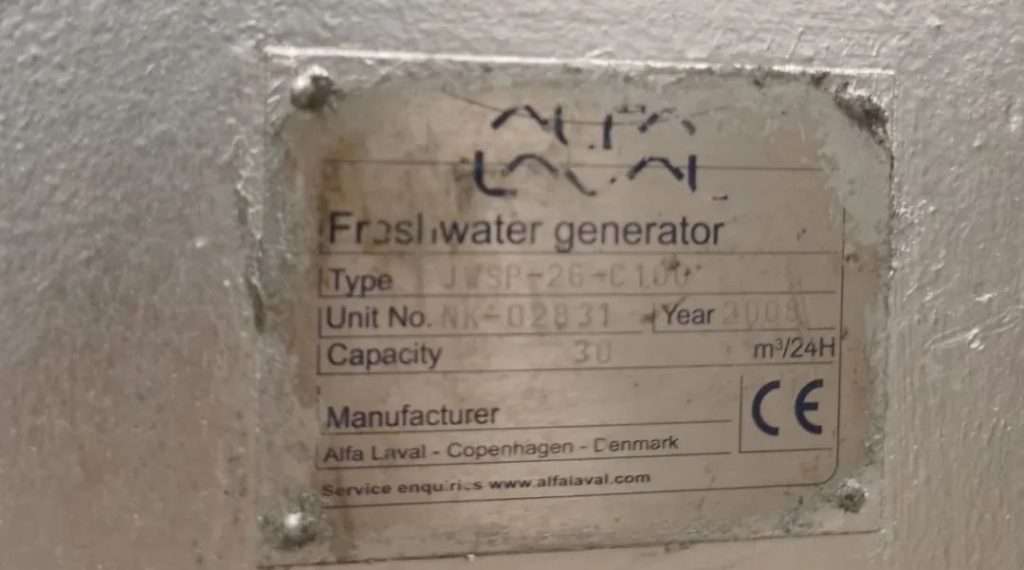 ALFA
LAVAL
Freshwater generator
Type JWSP-26-C100
Unit No. NK-02831 Year 2008
Capacity 30 m³/24H
CE
Manufacturer
Alfa Laval - Copenhagen - Denmark
Service enquiries www.alfalaval.com